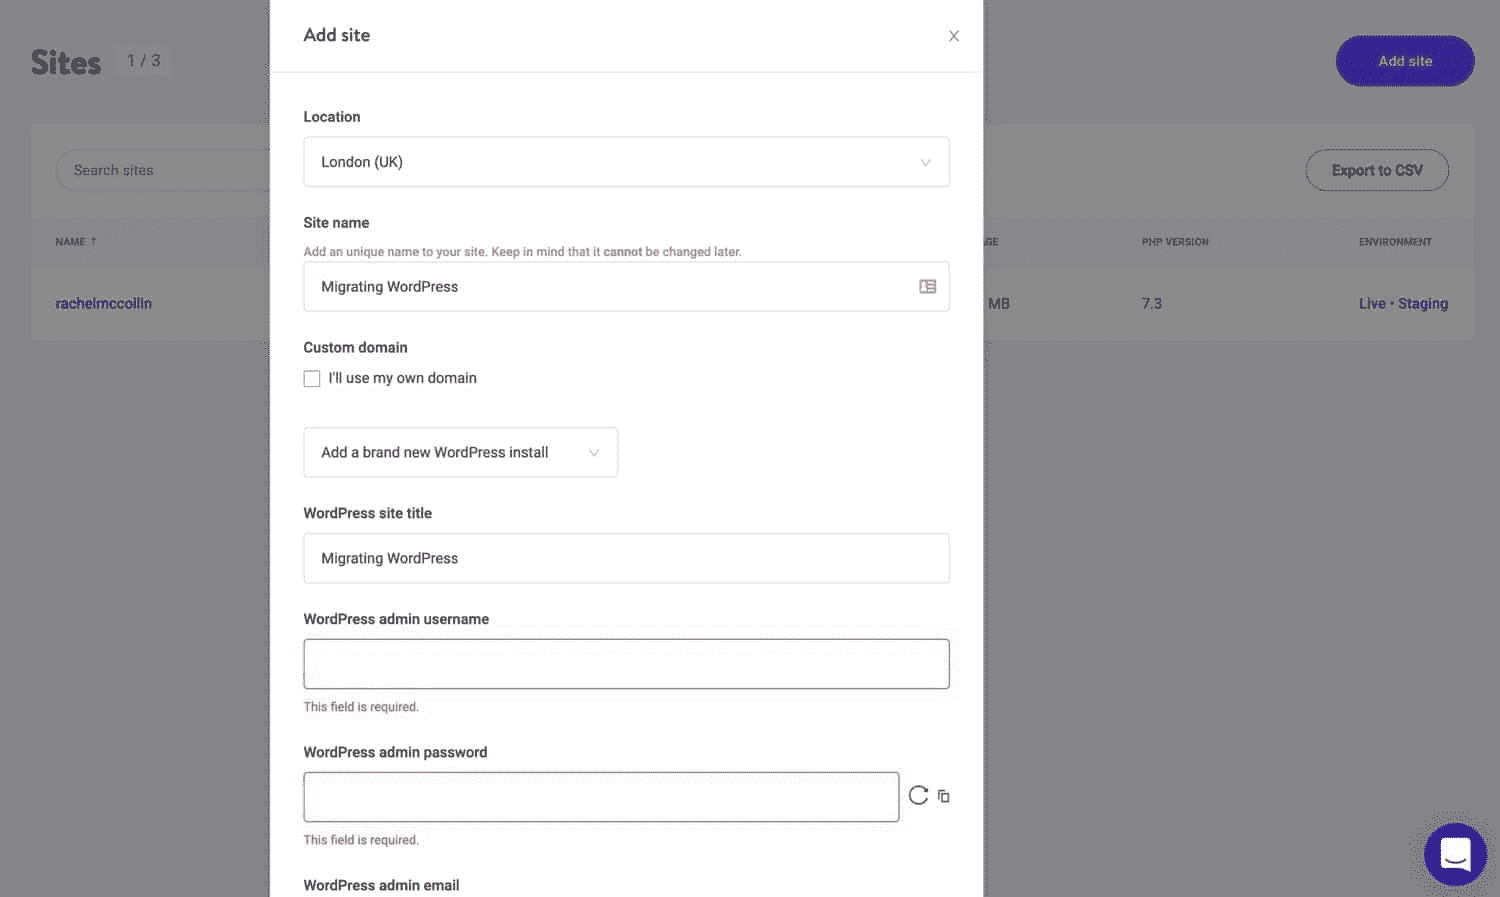 Add site
Sites 1 / 3
Add site
Location
London (UK)
Search sites
Export to CSV
Site name
Add an unique name to your site. Keep in mind that it cannot be changed later.
NAME ↑
PHP VERSION
ENVIRONMENT
Migrating WordPress
rachelmccollin
MB
7.3
Live • Staging
Custom domain
I'll use my own domain
Add a brand new WordPress install
WordPress site title
Migrating WordPress
WordPress admin username
This field is required.
WordPress admin password
This field is required.
WordPress admin email